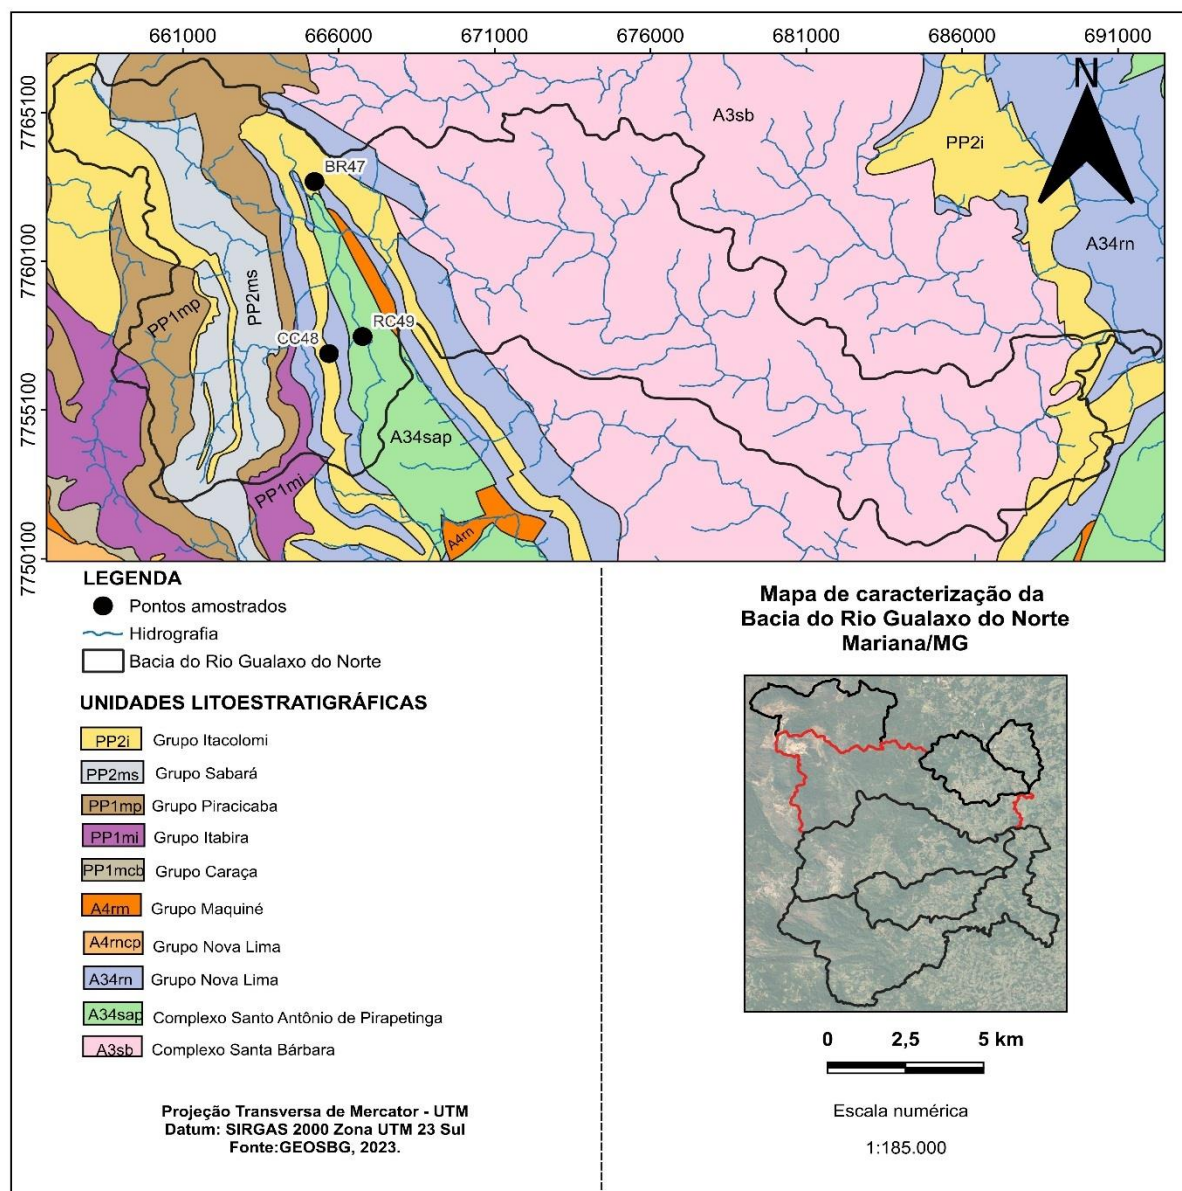 661000 666000 671000 676000 681000 686000 691000
7765100
7760100
7755100
7750100
N
A3sb
PP2i
BR47
A34rn
PP1mp
PP2ms
RC49
CC48
A34sap
PP1mi
A4rn
LEGENDA
Pontos amostrados
Hidrografia
Bacia do Rio Gualaxo do Norte
UNIDADES LITOESTRATIGRÁFICAS
PP2i Grupo Itacolomi
PP2ms Grupo Sabará
PP1mp Grupo Piracicaba
PP1mi Grupo Itabira
PP1mcb Grupo Caraça
A4rm Grupo Maquiné
A4rncp Grupo Nova Lima
A34rn Grupo Nova Lima
A34sap Complexo Santo Antônio de Pirapetinga
A3sb Complexo Santa Bárbara
Projeção Transversa de Mercator - UTM
Datum: SIRGAS 2000 Zona UTM 23 Sul
Fonte:GEOSBG, 2023.
Mapa de caracterização da
Bacia do Rio Gualaxo do Norte
Mariana/MG
0 2,5 5 km
Escala numérica
1:185.000